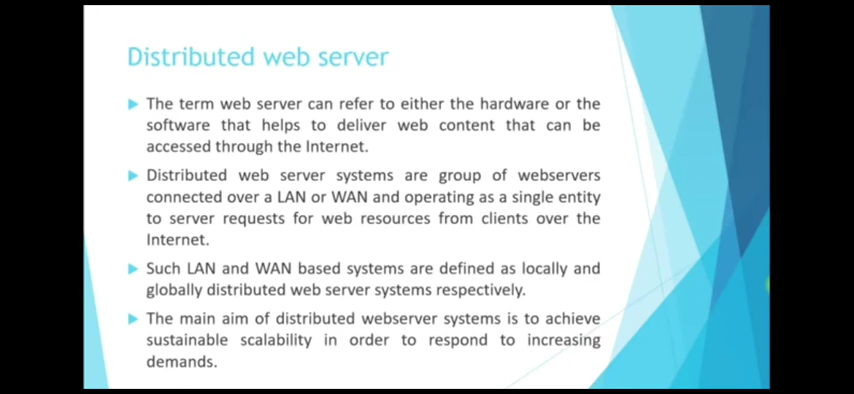 Distributed web server
The term web server can refer to either the hardware or the
software that helps to deliver web content that can be
accessed through the Internet.
Distributed web server systems are group of webservers
connected over a LAN or WAN and operating as a single entity
to server requests for web resources from clients over the
Internet.
Such LAN and WAN based systems are defined as locally and
globally distributed web server systems respectively.
The main aim of distributed webserver systems is to achieve
sustainable scalability in order to respond to increasing
demands.